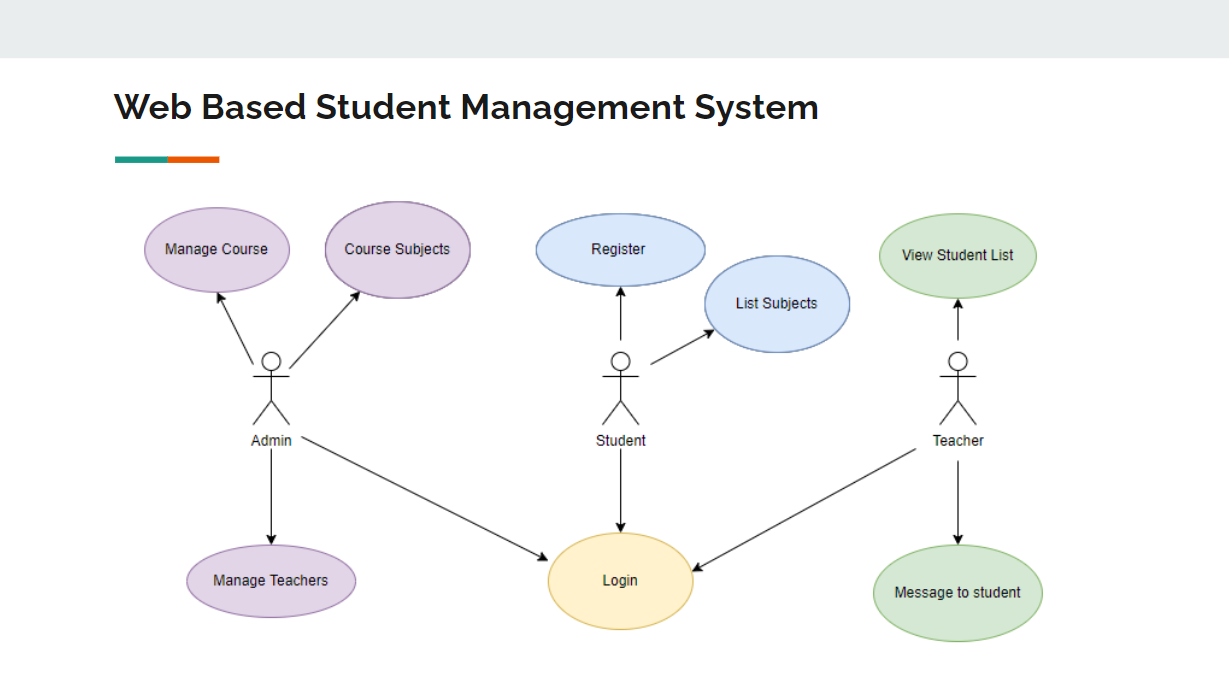 Web Based Student Management System
Manage Course
Course Subjects
Register
List Subjects
View Student List
Admin
Student
Teacher
Manage Teachers
Login
Message to student